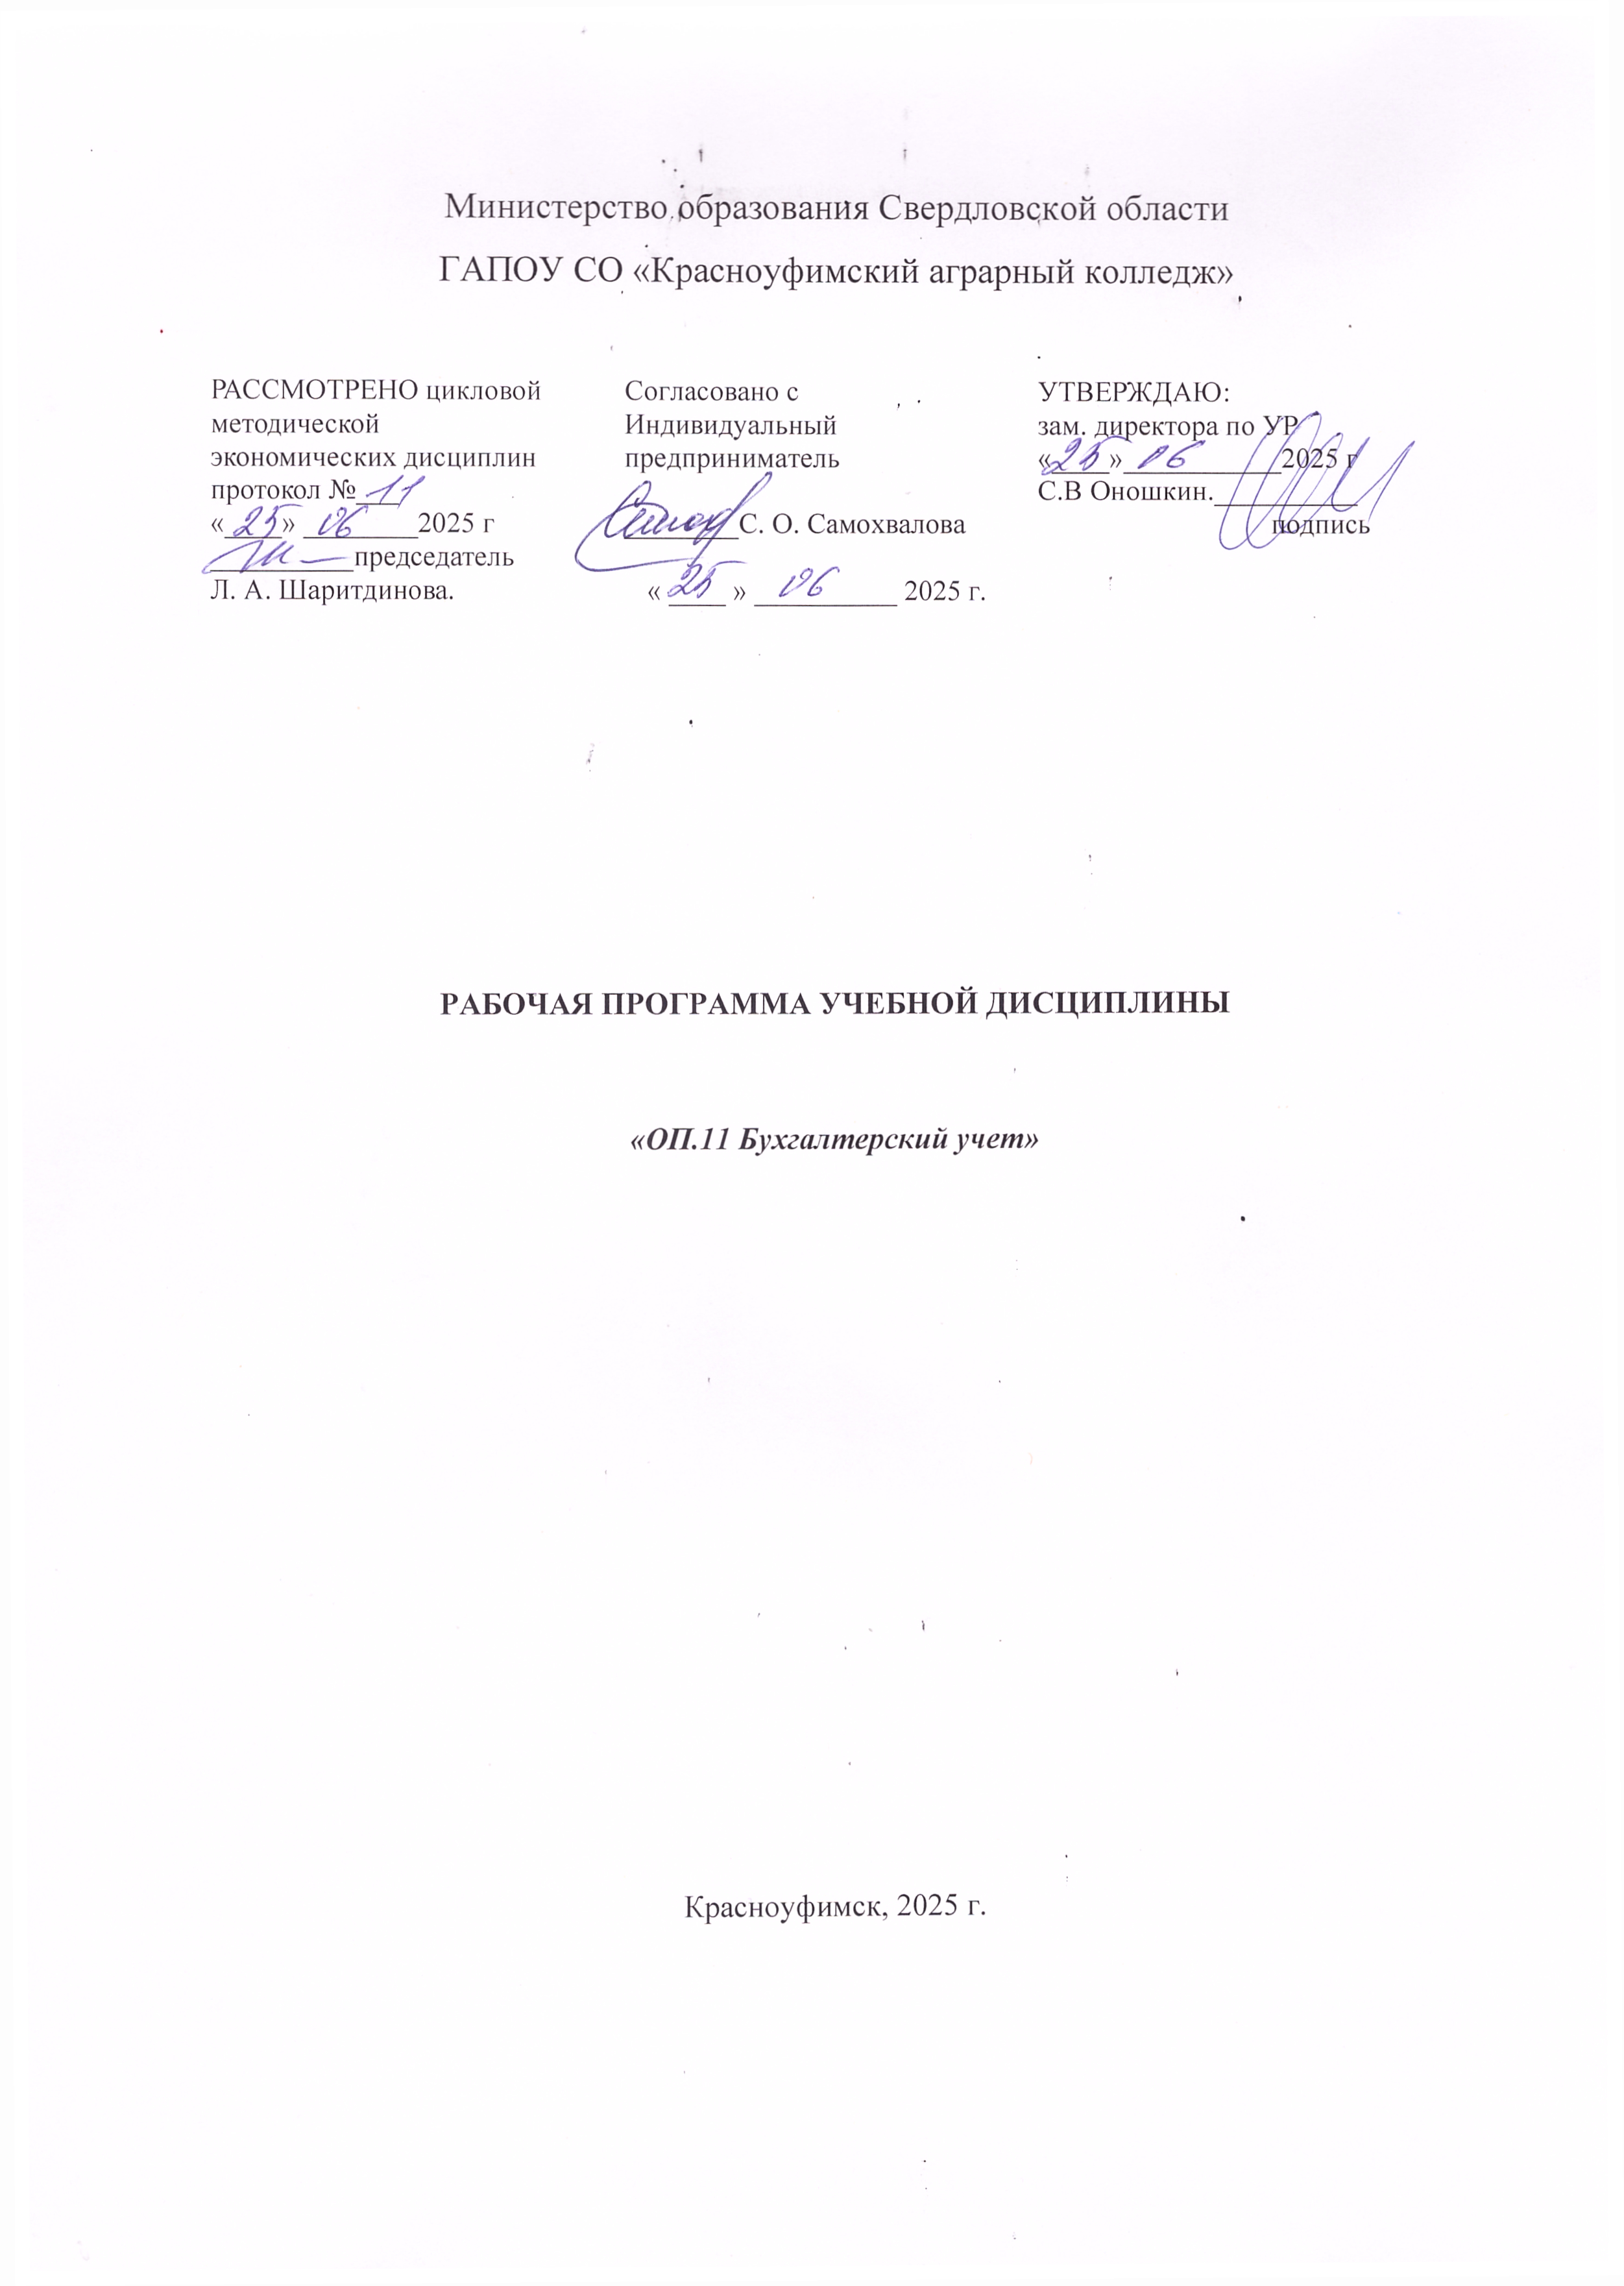 Министерство образования Свердловской области
ГАПОУ СО «Красноуфимский аграрный колледж»
РАССМОТРЕНО цикловой
методической
экономических дисциплин
протокол № 11
«25» 06 2025 г
председатель
Л. А. Шаритдинова.
Согласовано с
Индивидуальный
предприниматель
С. О. Самохвалова
« 25 » 06 2025 г.
УТВЕРЖДАЮ:
зам. директора по УР
«25» 06 2025 г
С.В Оношкин.
подпись
РАБОЧАЯ ПРОГРАММА УЧЕБНОЙ ДИСЦИПЛИНЫ
«ОП.11 Бухгалтерский учет»
Красноуфимск, 2025 г.